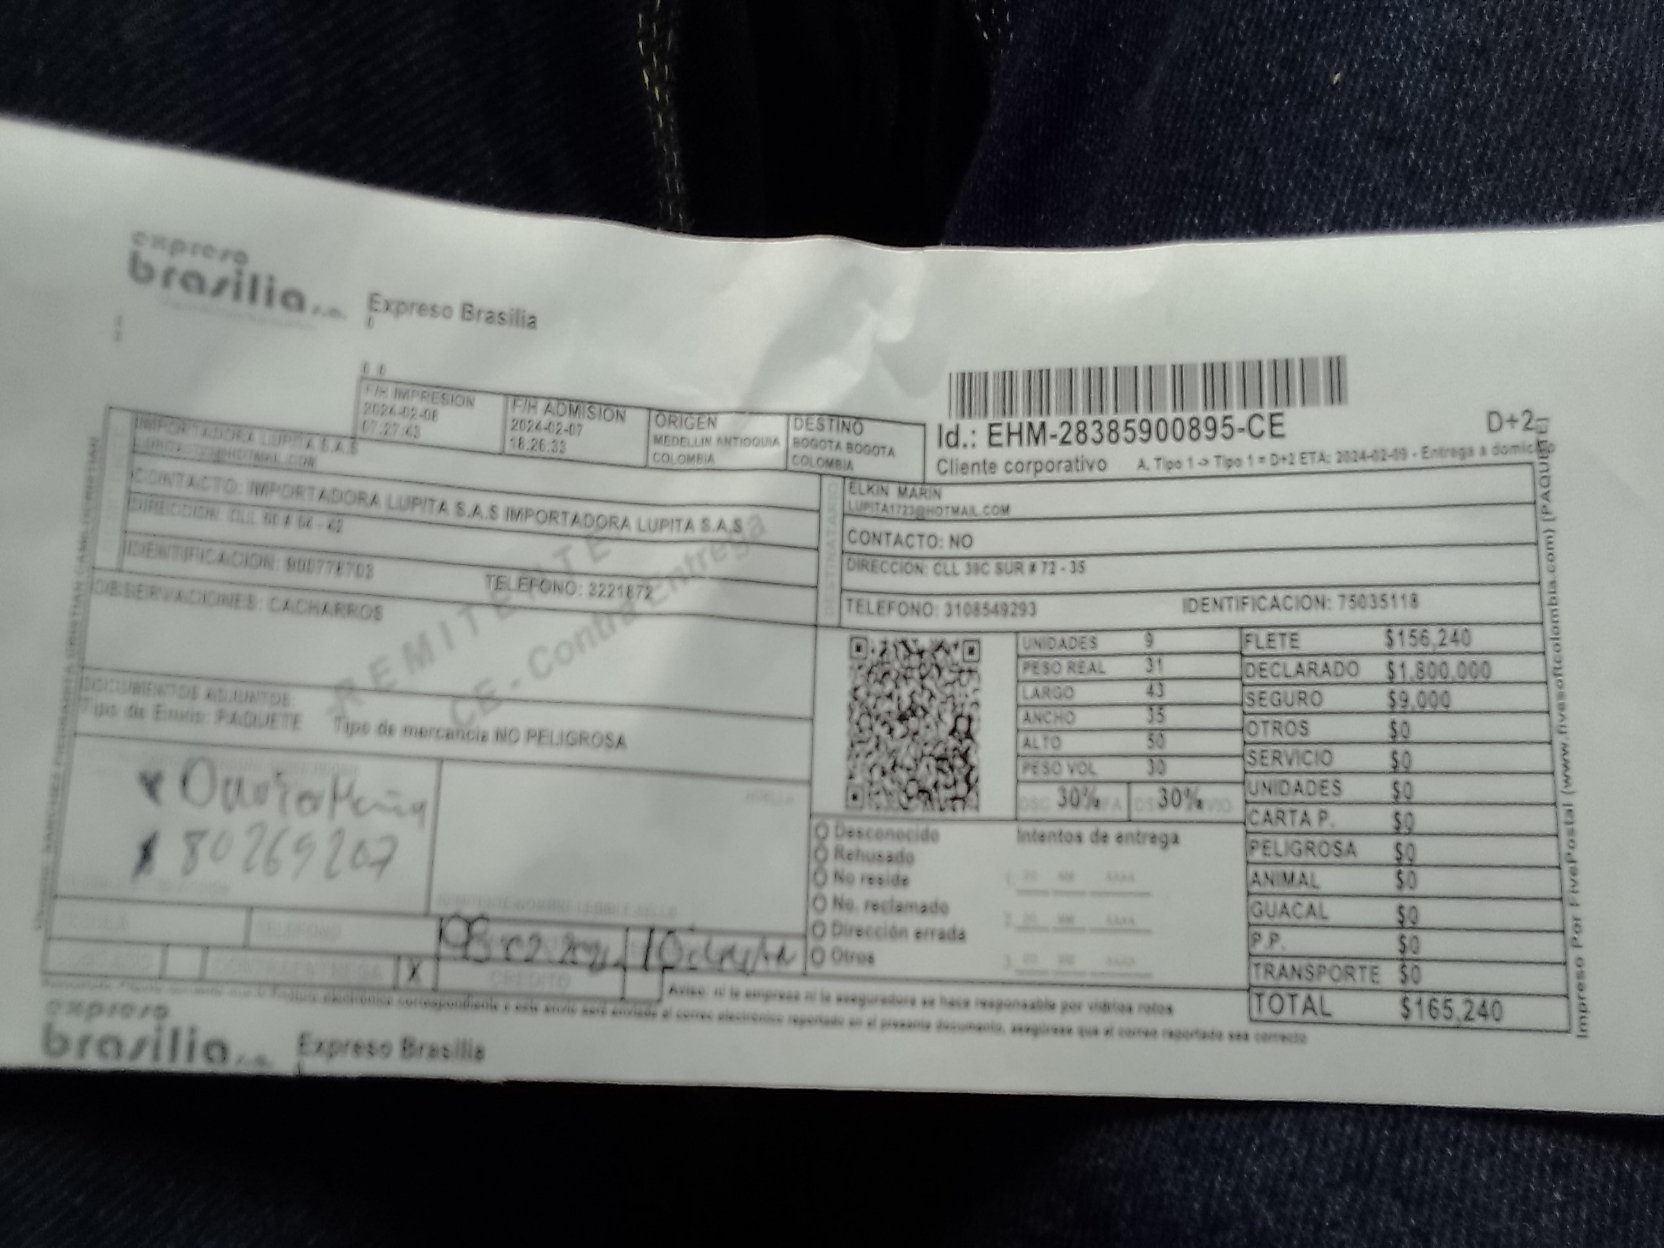 expreso
brasilia s.a.
Expreso Brasilia
0
0 0
F/H IMPRESION
2024-02-08
07:27:43
F/H ADMISION
2024-02-07
18:26:33
ORIGEN
MEDELLIN ANTIOQUIA
COLOMBIA
DESTINO
BOGOTA BOGOTA
COLOMBIA
Id.: EHM-28385900895-CE
D+2
Cliente corporativo
A. Tipo 1 -> Tipo 1 = D+2 ETA: 2024-02-09 - Entrega a domicilio
IMPORTADORA LUPITA S.A.S
CONTACTO: IMPORTADORA LUPITA S.A.S IMPORTADORA LUPITA S.A.S
IDENTIFICACION: 900778703
TELEFONO: 3221872
OBSERVACIONES: CACHARROS
REMITENTE
CE - Contra Entrega
DOCUMENTOS ADJUNTOS
Tipo de Envio: PAQUETE
Tipo de mercancia NO PELIGROSA
DESTINATARIO
ELKIN MARIN
LUPITA1723@HOTMAIL.COM
CONTACTO: NO
DIRECCIÓN: CLL 39C SUR # 72 - 35
TELEFONO: 3108549293
IDENTIFICACION: 75035118
UNIDADES 9
PESO REAL 31
LARGO 43
ANCHO 35
ALTO 50
PESO VOL 30
30%
30%
FLETE $156,240
DECLARADO $1,800,000
SEGURO $9,000
OTROS $0
SERVICIO $0
UNIDADES $0
CARTA P. $0
PELIGROSA $0
ANIMAL $0
GUACAL $0
P.P. $0
TRANSPORTE $0
TOTAL $165,240
Desconocido
Rehusado
No reside
No. reclamado
Dirección errada
Otros
Intentos de entrega
80269207
TELEFONO
X
CREDITO
Aviso: ni la empresa ni la aseguradora se hace responsable por vidrios rotos
expreso
brasilia s.a.
Expreso Brasilia
Impreso Por FivePostal (www.fivesoftcolombia.com) [PAQUETE]